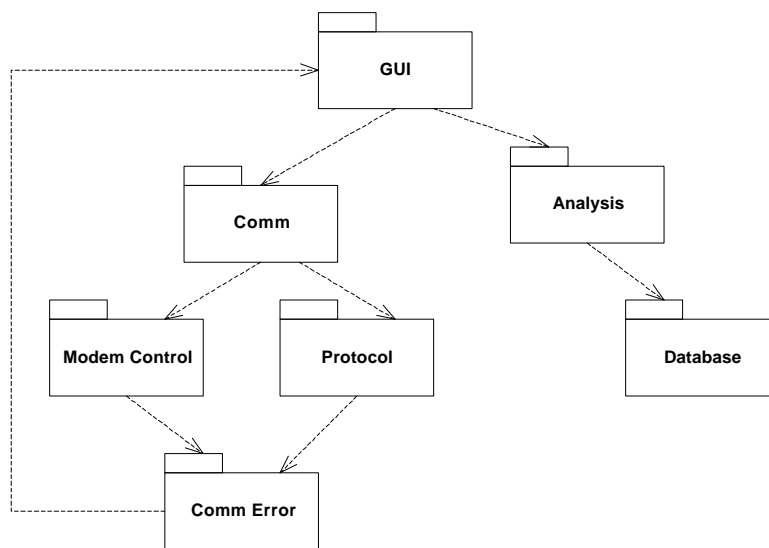 GUI
Comm
Analysis
Modem Control
Protocol
Database
Comm Error